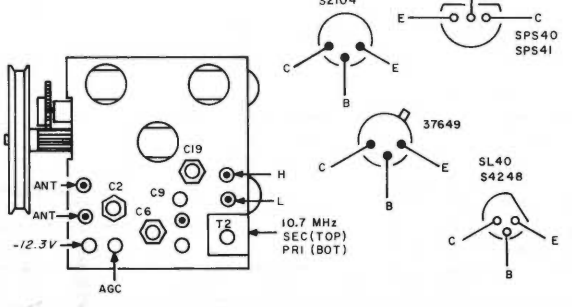 S2104
E
C
SPS40
SPS41
C
E
B
37649
C
E
B
SL40
S4248
C
E
B
C19
H
ANT
C2
C9
L
ANT
C6
T2
10.7 MHz
SEC(TOP)
PRI (BOT)
-12.3V
AGC